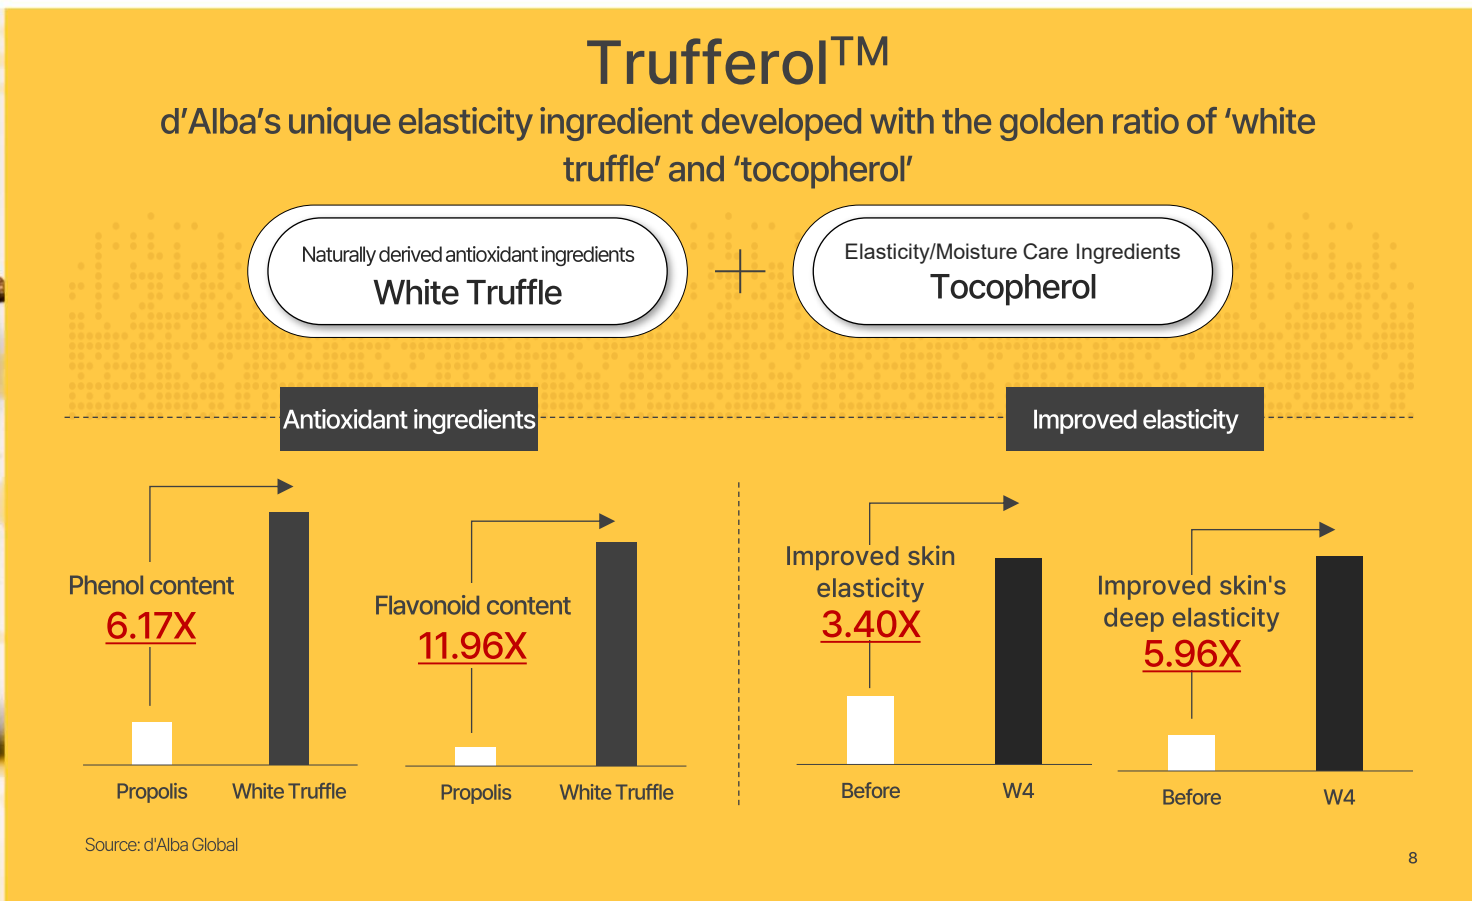 Trufferol™
d'Alba's unique elasticity ingredient developed with the golden ratio of ‘white
truffle’ and ‘tocopherol’
Naturally derived antioxidant ingredients
White Truffle
Elasticity/Moisture Care Ingredients
Tocopherol
Antioxidant ingredients
Improved elasticity
Phenol content
6.17X
Propolis
White Truffle
Flavonoid content
11.96X
Propolis
White Truffle
Improved skin
elasticity
3.40X
Before
W4
Improved skin's
deep elasticity
5.96X
Before
W4
Source: d'Alba Global
8